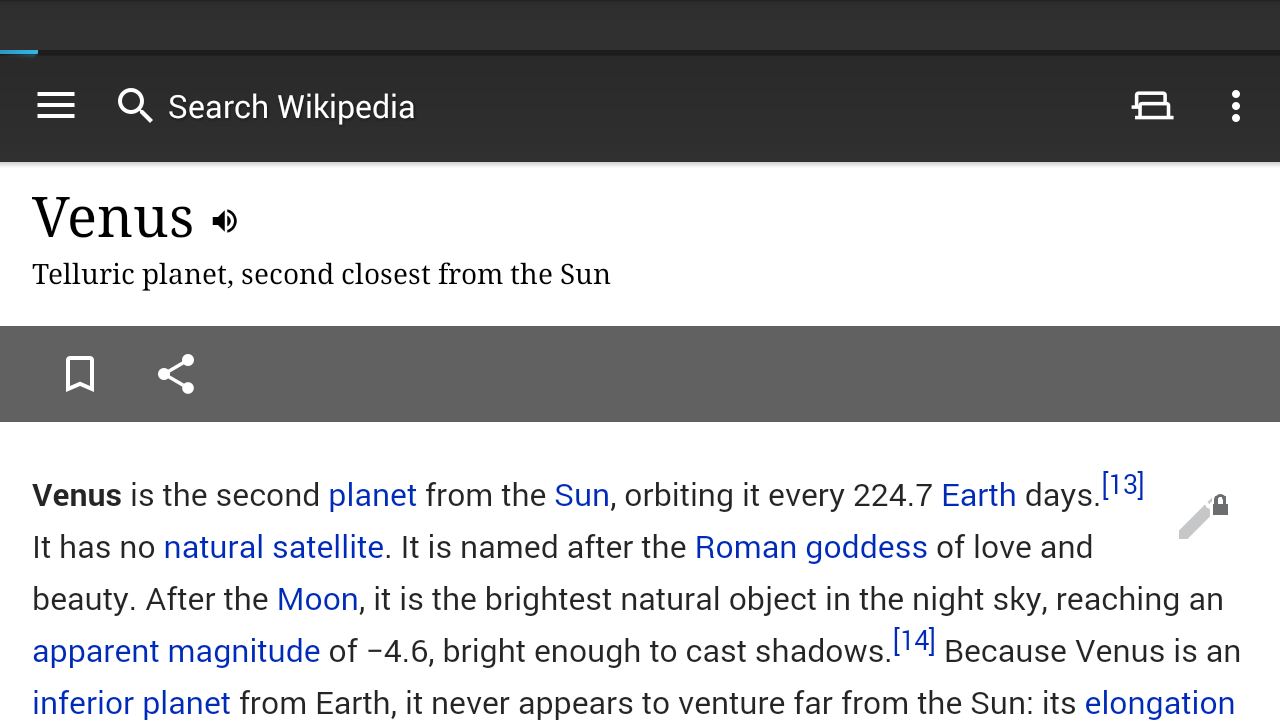 Search Wikipedia
Venus
Telluric planet, second closest from the Sun
Venus is the second planet from the Sun, orbiting it every 224.7 Earth days.[13]
It has no natural satellite. It is named after the Roman goddess of love and
beauty. After the Moon, it is the brightest natural object in the night sky, reaching an
apparent magnitude of −4.6, bright enough to cast shadows.[14] Because Venus is an
inferior planet from Earth, it never appears to venture far from the Sun: its elongation